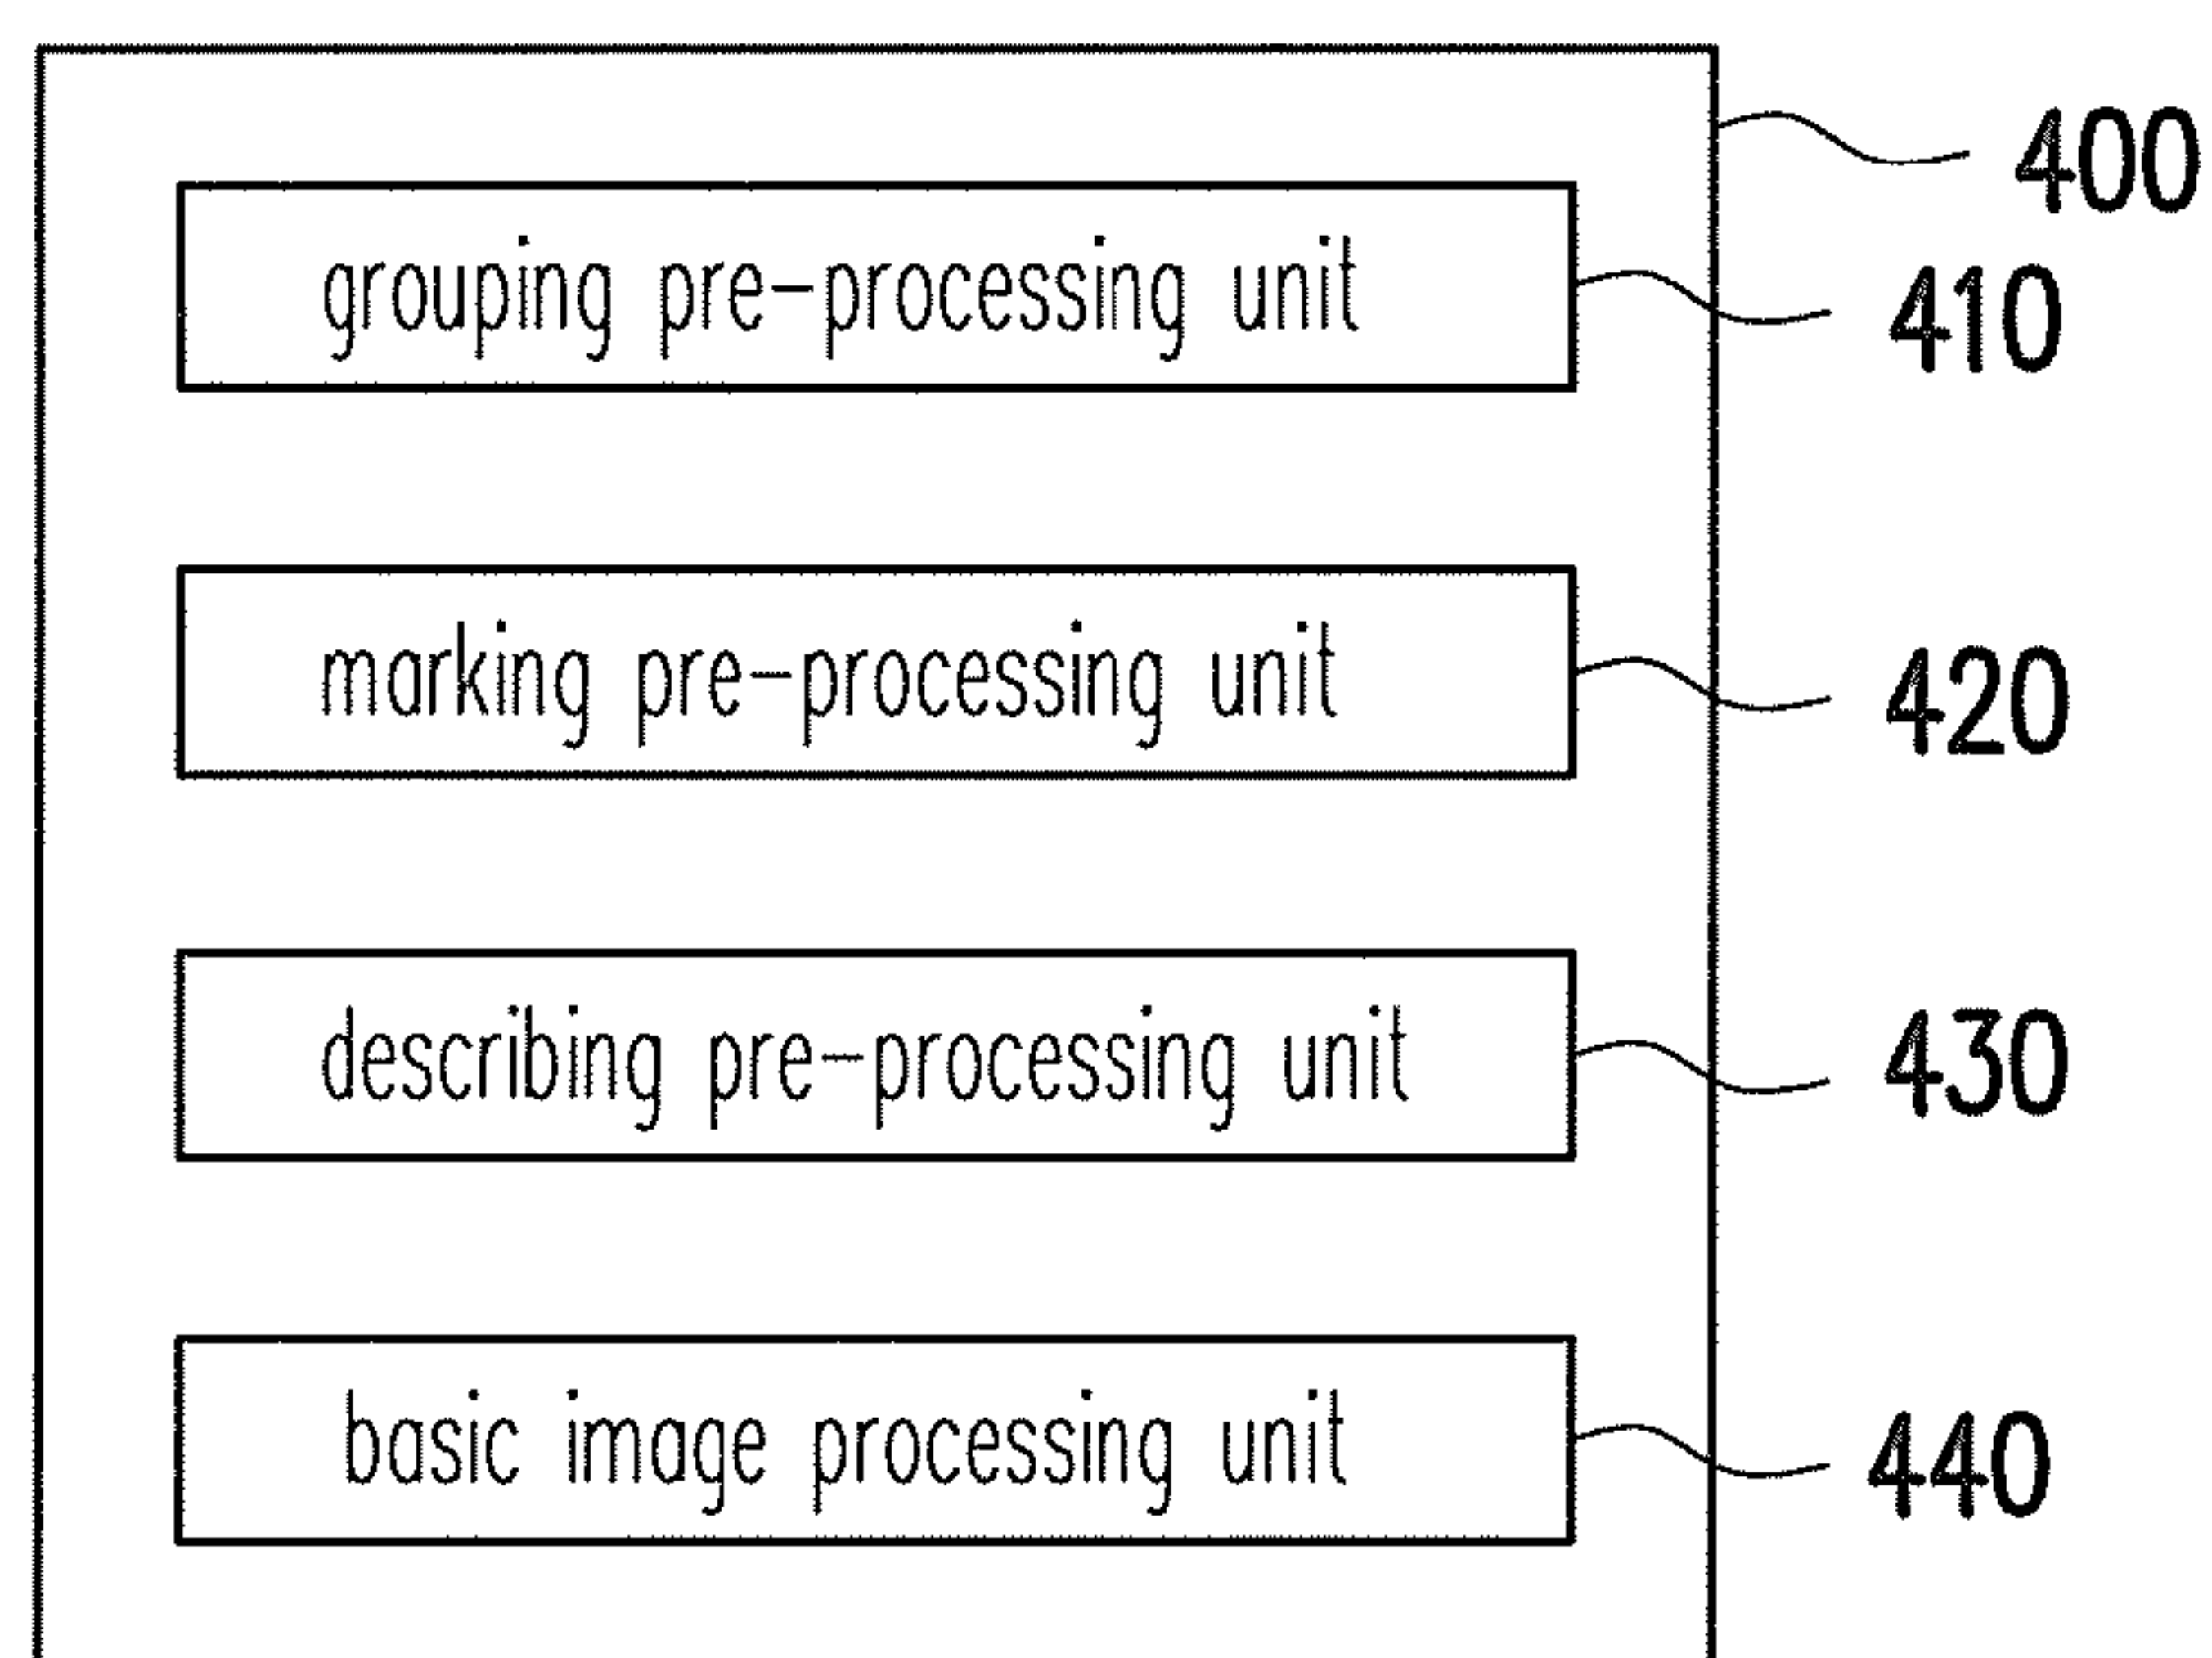 400
grouping pre-processing unit 410
marking pre-processing unit 420
describing pre-processing unit 430
basic image processing unit 440